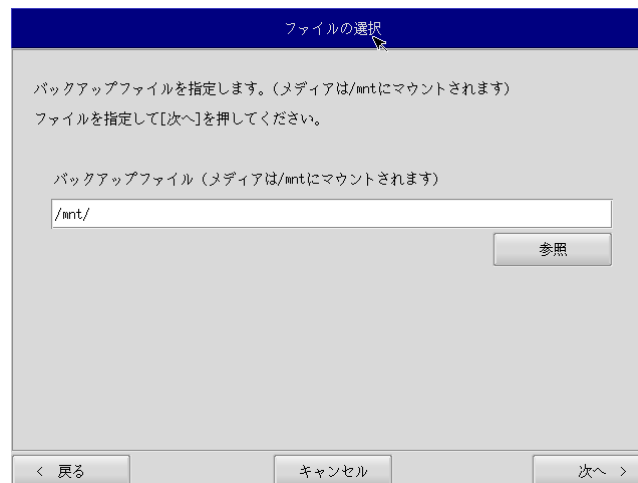 ファイルの選択
バックアップファイルを指定します。(メディアは/mntにマウントされます)
ファイルを指定して[次へ]を押してください。
バックアップファイル（メディアは/mntにマウントされます）
/mnt/
参照
< 戻る
キャンセル
次へ >